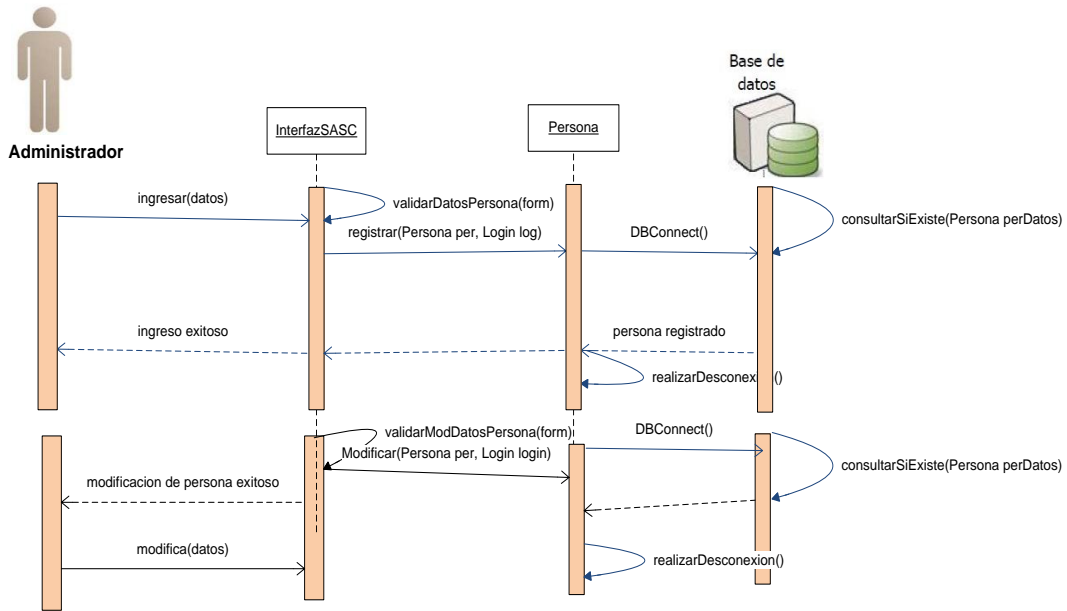 Base de
datos
InterfazSASC
Persona
Administrador
ingresar(datos)
validarDatosPersona(form)
consultarSiExiste(Persona perDatos)
registrar(Persona per, Login log)
DBConnect()
ingreso exitoso
persona registrado
realizarDesconexion()
validarModDatosPersona(form)
DBConnect()
Modificar(Persona per, Login login)
consultarSiExiste(Persona perDatos)
modificacion de persona exitoso
modifica(datos)
realizarDesconexion()